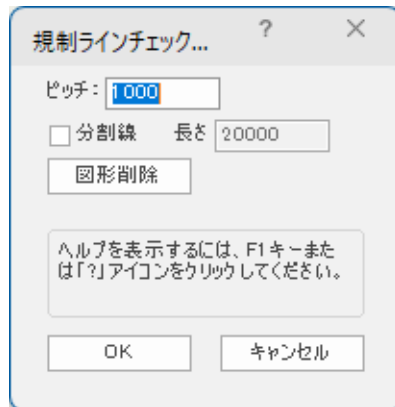 規制ラインチェック... ?
ピッチ: 1000
分割線 長さ 20000
図形削除
ヘルプを表示するには、F1キーまた
は「?」アイコンをクリックしてください。
OK キャンセル